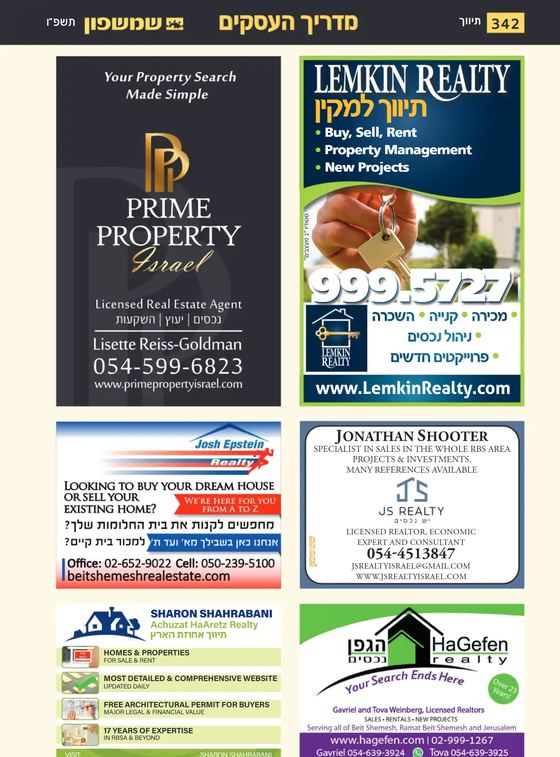 342
תיווך
מדריך העסקים
שמשפון
תשפ״ו
Your Property Search
Made Simple
PRIME
PROPERTY
Israel
Licensed Real Estate Agent
נכסים | יעוץ | השקעות
Lisette Reiss-Goldman
054-599-6823
www.primepropertyisrael.com
LEMKIN REALTY
תיווך למקין
• Buy, Sell, Rent
• Property Management
• New Projects
999.5727
• מכירה • קנייה • השכרה
• ניהול נכסים
• פרוייקטים חדשים
LEMKIN
REALTY
www.LemkinRealty.com
Josh Epstein
Realty
LOOKING TO BUY YOUR DREAM HOUSE
OR SELL YOUR
EXISTING HOME?
WE'RE HERE FOR YOU
FROM A TO Z
מחפשים לקנות את בית החלומות שלך?
למכור בית קיים?
אנחנו כאן בשבילך מא׳ ועד ת׳
Office: 02-652-9022 Cell: 050-239-5100
beitshemeshrealestate.com
JONATHAN SHOOTER
SPECIALIST IN SALES IN THE WHOLE RBS AREA
PROJECTS & INVESTMENTS.
MANY REFERENCES AVAILABLE
JS REALTY
יש נכסים
LICENSED REALTOR, ECONOMIC
EXPERT AND CONSULTANT
054-4513847
JSREALTYISRAEL@GMAIL.COM
WWW.JSREALTYISRAEL.COM
שמשפון
SHARON SHAHRABANI
Achuzat HaAretz Realty
תיווך אחוזת הארץ
HOMES & PROPERTIES
FOR SALE & RENT
MOST DETAILED & COMPREHENSIVE WEBSITE
UPDATED DAILY
FREE ARCHITECTURAL PERMIT FOR BUYERS
MAJOR LEGAL & FINANCIAL VALUE
17 YEARS OF EXPERTISE
IN RBSA & BEYOND
VISIT
SHARON SHAHRABANI
הגפן
נכסים
HaGefen
realty
Your Search Ends Here
Over 23
Years!
Gavriel and Tova Weinberg, Licensed Realtors
SALES • RENTALS • NEW PROJECTS
Serving all of Beit Shemesh, Ramat Beit Shemesh and Jerusalem
www.hagefen.com | 02-999-1267
Gavriel 054-639-3924 Tova 054-639-3925